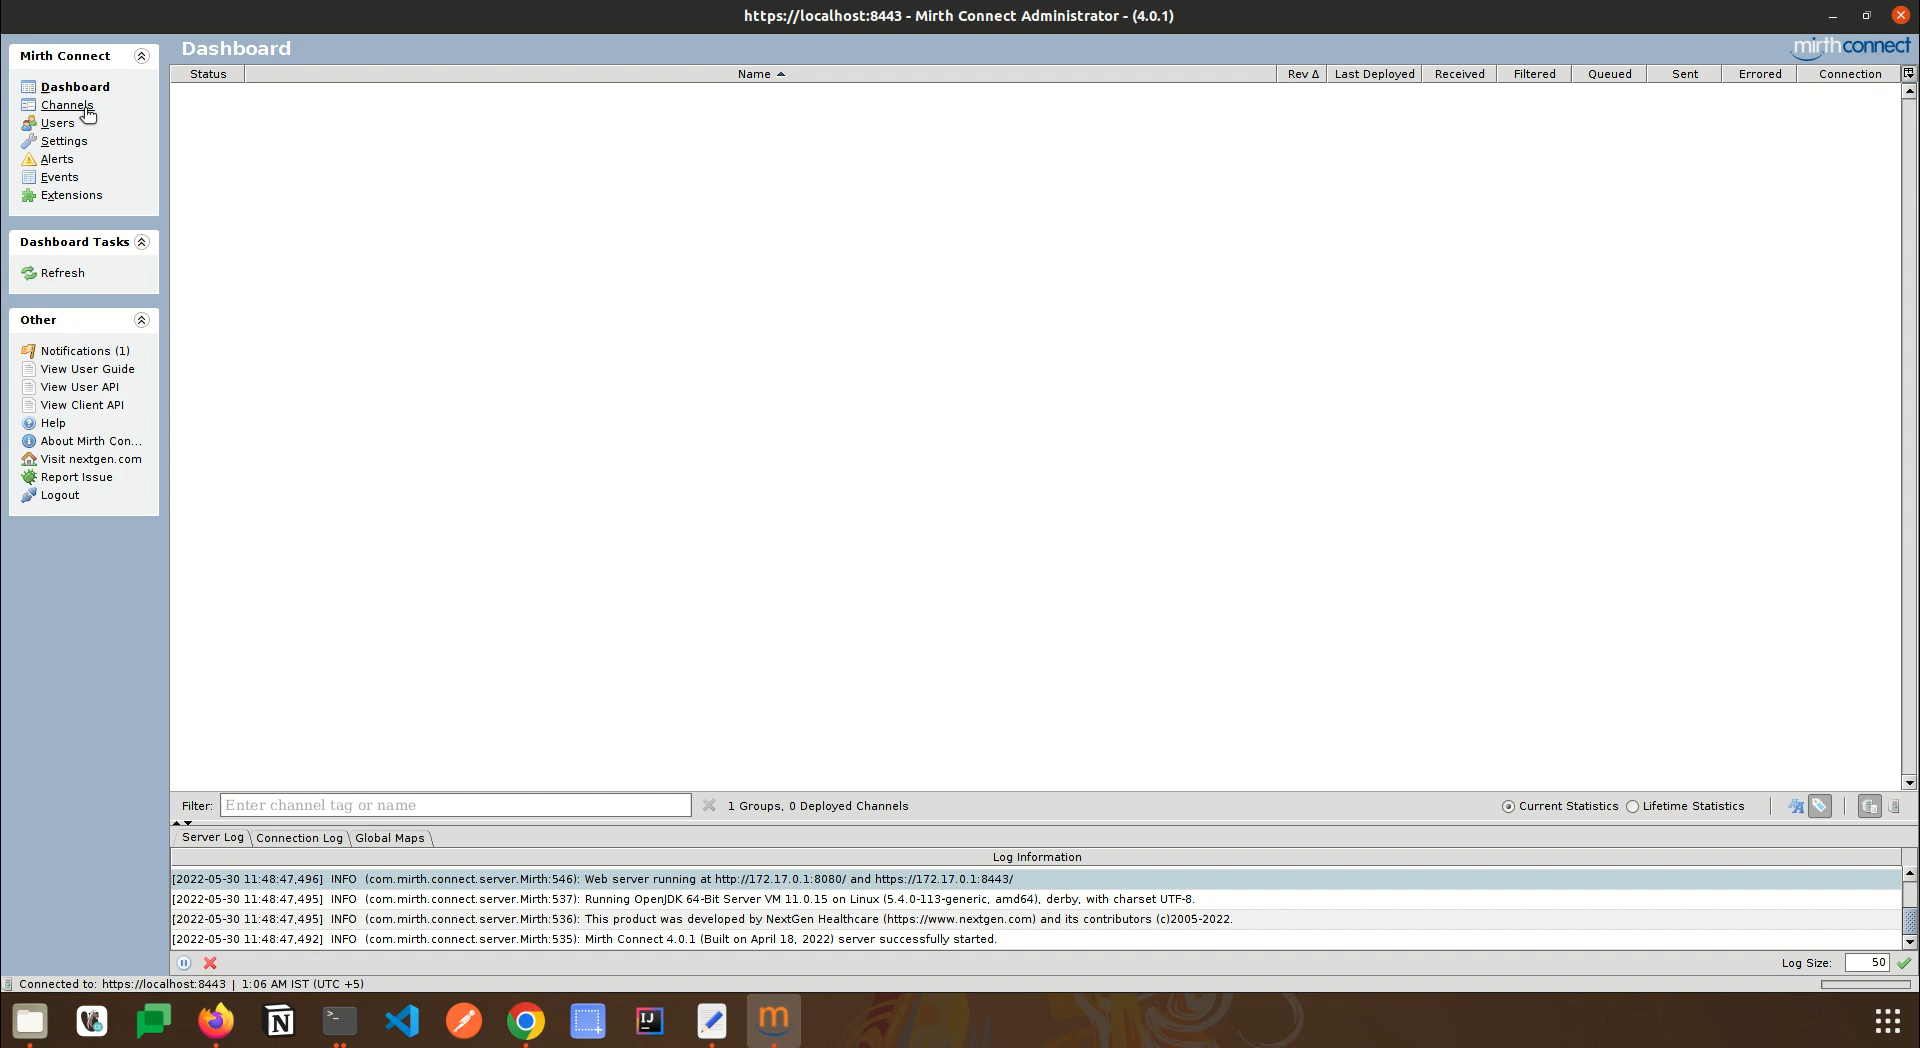 https://localhost:8443 - Mirth Connect Administrator - (4.0.1)
Mirth Connect
Dashboard
Channels
Users
Settings
Alerts
Events
Extensions
Dashboard Tasks
Refresh
Other
Notifications (1)
View User Guide
View User API
View Client API
Help
About Mirth Con...
Visit nextgen.com
Report Issue
Logout
Dashboard
mirthconnect
Status Name Rev Δ Last Deployed Received Filtered Queued Sent Errored Connection
Filter: Enter channel tag or name 1 Groups, 0 Deployed Channels Current Statistics Lifetime Statistics
Server Log Connection Log Global Maps
Log Information
[2022-05-30 11:48:47,496] INFO (com.mirth.connect.server.Mirth:546): Web server running at http://172.17.0.1:8080/ and https://172.17.0.1:8443/
[2022-05-30 11:48:47,495] INFO (com.mirth.connect.server.Mirth:537): Running OpenJDK 64-Bit Server VM 11.0.15 on Linux (5.4.0-113-generic, amd64), derby, with charset UTF-8.
[2022-05-30 11:48:47,495] INFO (com.mirth.connect.server.Mirth:536): This product was developed by NextGen Healthcare (https://www.nextgen.com) and its contributors (c)2005-2022.
[2022-05-30 11:48:47,492] INFO (com.mirth.connect.server.Mirth:535): Mirth Connect 4.0.1 (Built on April 18, 2022) server successfully started.
Log Size: 50
Connected to: https://localhost:8443 | 1:06 AM IST (UTC +5)